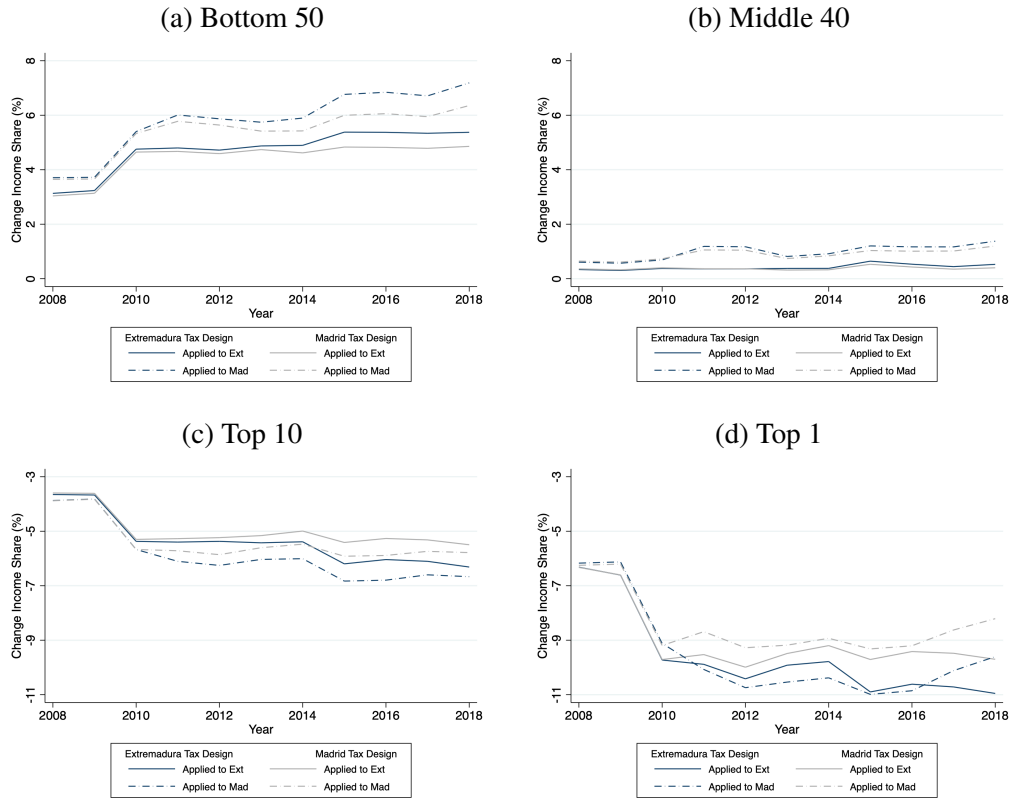 (a) Bottom 50
Change Income Share (%)
8
6
4
2
0
2008 2010 2012 2014 2016 2018
Year
Extremadura Tax Design Madrid Tax Design
Applied to Ext Applied to Ext
Applied to Mad Applied to Mad
(b) Middle 40
Change Income Share (%)
8
6
4
2
0
2008 2010 2012 2014 2016 2018
Year
Extremadura Tax Design Madrid Tax Design
Applied to Ext Applied to Ext
Applied to Mad Applied to Mad
(c) Top 10
Change Income Share (%)
-3
-5
-7
-9
-11
2008 2010 2012 2014 2016 2018
Year
Extremadura Tax Design Madrid Tax Design
Applied to Ext Applied to Ext
Applied to Mad Applied to Mad
(d) Top 1
Change Income Share (%)
-3
-5
-7
-9
-11
2008 2010 2012 2014 2016 2018
Year
Extremadura Tax Design Madrid Tax Design
Applied to Ext Applied to Ext
Applied to Mad Applied to Mad